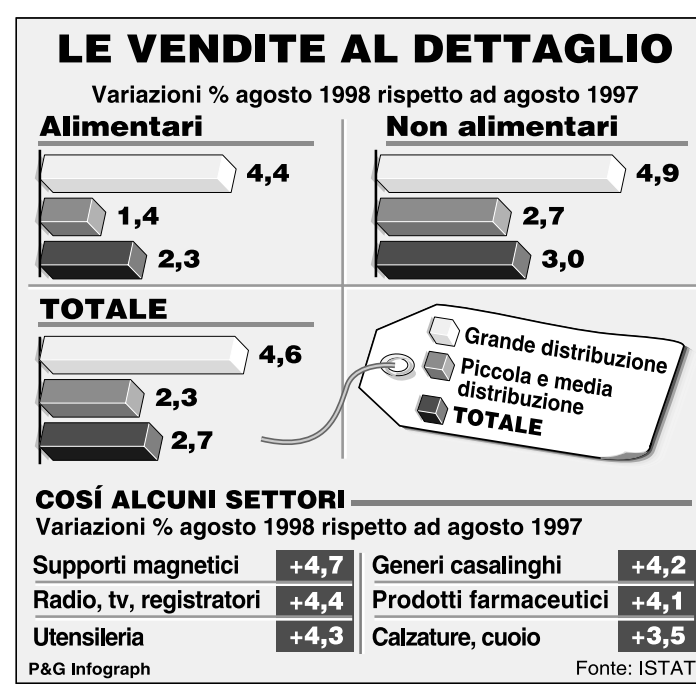 LE VENDITE AL DETTAGLIO
Variazioni % agosto 1998 rispetto ad agosto 1997
Alimentari
4,4
1,4
2,3
Non alimentari
4,9
2,7
3,0
TOTALE
4,6
2,3
2,7
Grande distribuzione
Piccola e media
distribuzione
TOTALE
COSÍ ALCUNI SETTORI
Variazioni % agosto 1998 rispetto ad agosto 1997
Supporti magnetici +4,7
Radio, tv, registratori +4,4
Utensileria +4,3
Generi casalinghi +4,2
Prodotti farmaceutici +4,1
Calzature, cuoio +3,5
P&G Infograph
Fonte: ISTAT